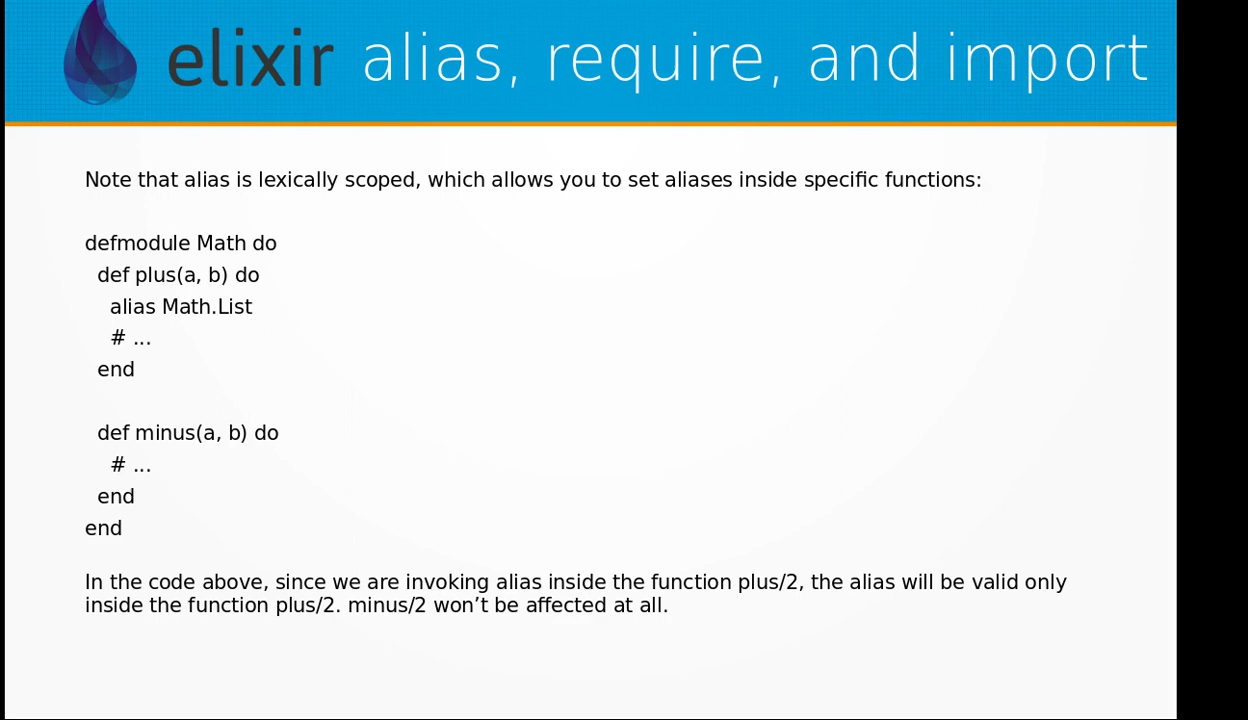 elixir alias, require, and import
Note that alias is lexically scoped, which allows you to set aliases inside specific functions:
defmodule Math do
  def plus(a, b) do
    alias Math.List
    # ...
  end
  def minus(a, b) do
    # ...
  end
end
In the code above, since we are invoking alias inside the function plus/2, the alias will be valid only
inside the function plus/2. minus/2 won’t be affected at all.